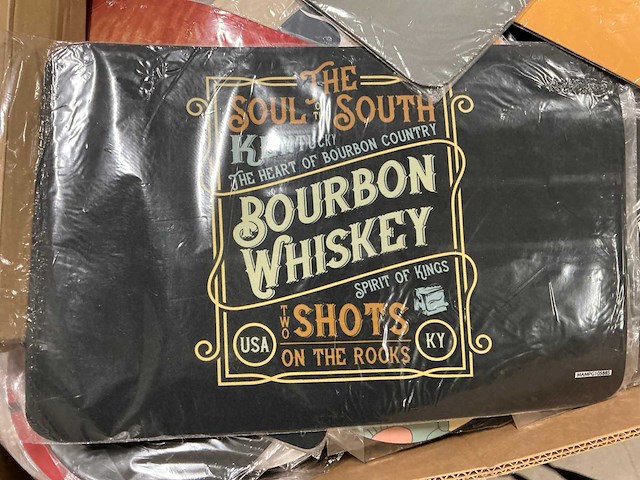 THE
SOUL OF THE SOUTH
KENTUCKY
THE HEART OF BOURBON COUNTRY
BOURBON
WHISKEY
SPIRIT OF KINGS
TWO SHOTS
USA
ON THE ROCKS
KY